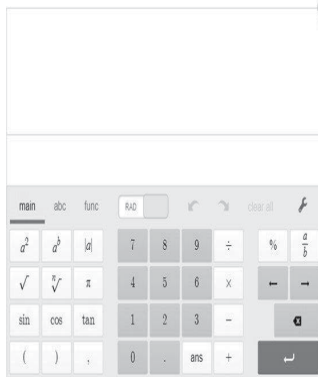 main abc func RAD clear all
a² aᵇ |a| 7 8 9 ÷ % a/b
√ ⁿ√ π 4 5 6 × ← →
sin cos tan 1 2 3 −
( ) , 0 . ans +